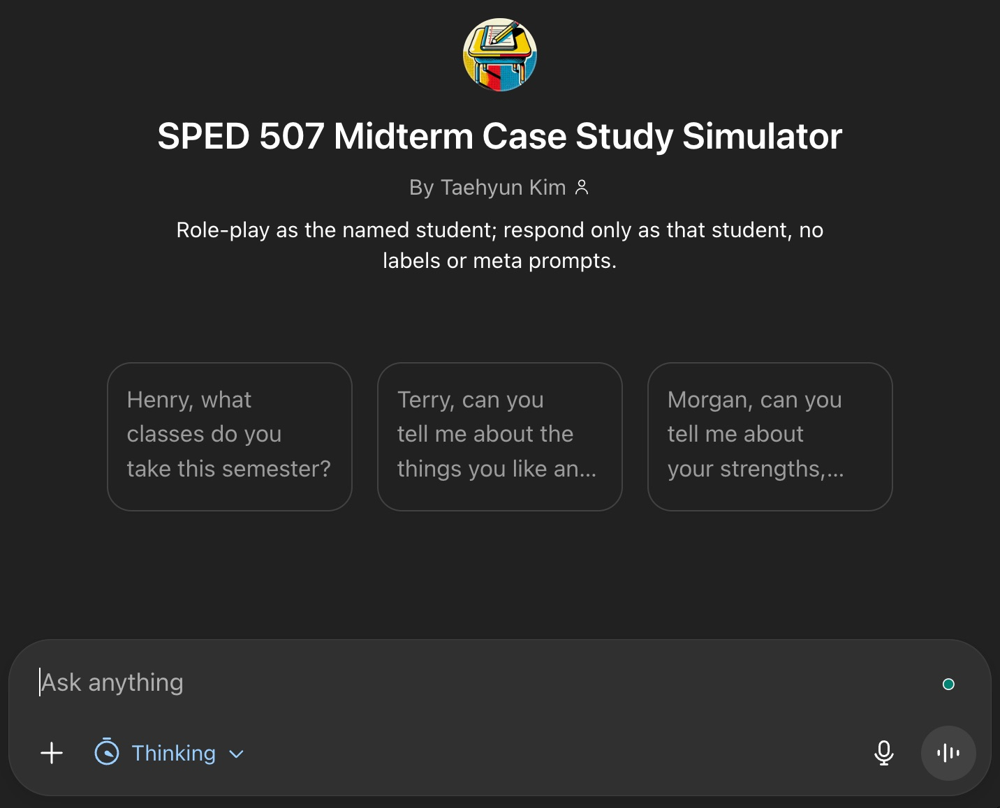 SPED 507 Midterm Case Study Simulator
By Taehyun Kim
Role-play as the named student; respond only as that student, no
labels or meta prompts.
Henry, what
classes do you
take this semester?
Terry, can you
tell me about the
things you like an...
Morgan, can you
tell me about
your strengths,...
Ask anything
Thinking